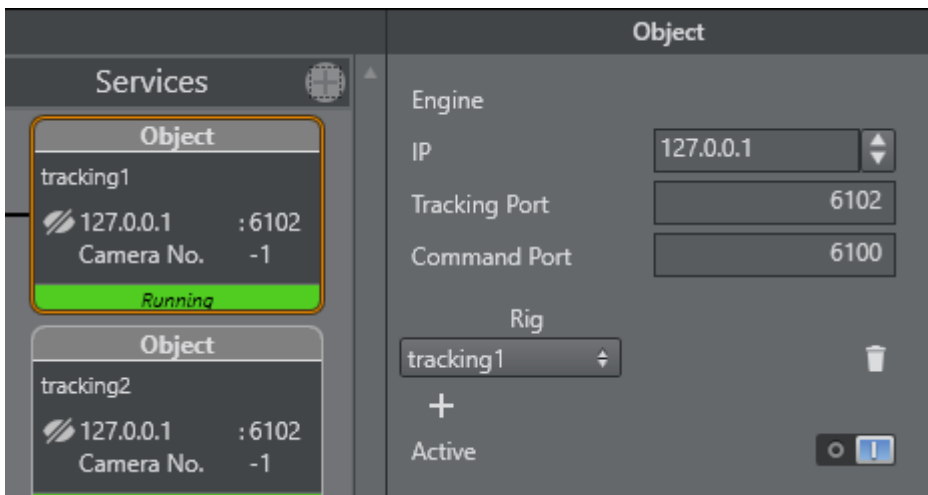 Services
Object
tracking1
127.0.0.1 :6102
Camera No. -1
Running
Object
tracking2
127.0.0.1 :6102
Camera No. -1
Object
Engine
IP 127.0.0.1
Tracking Port 6102
Command Port 6100
Rig
tracking1
Active